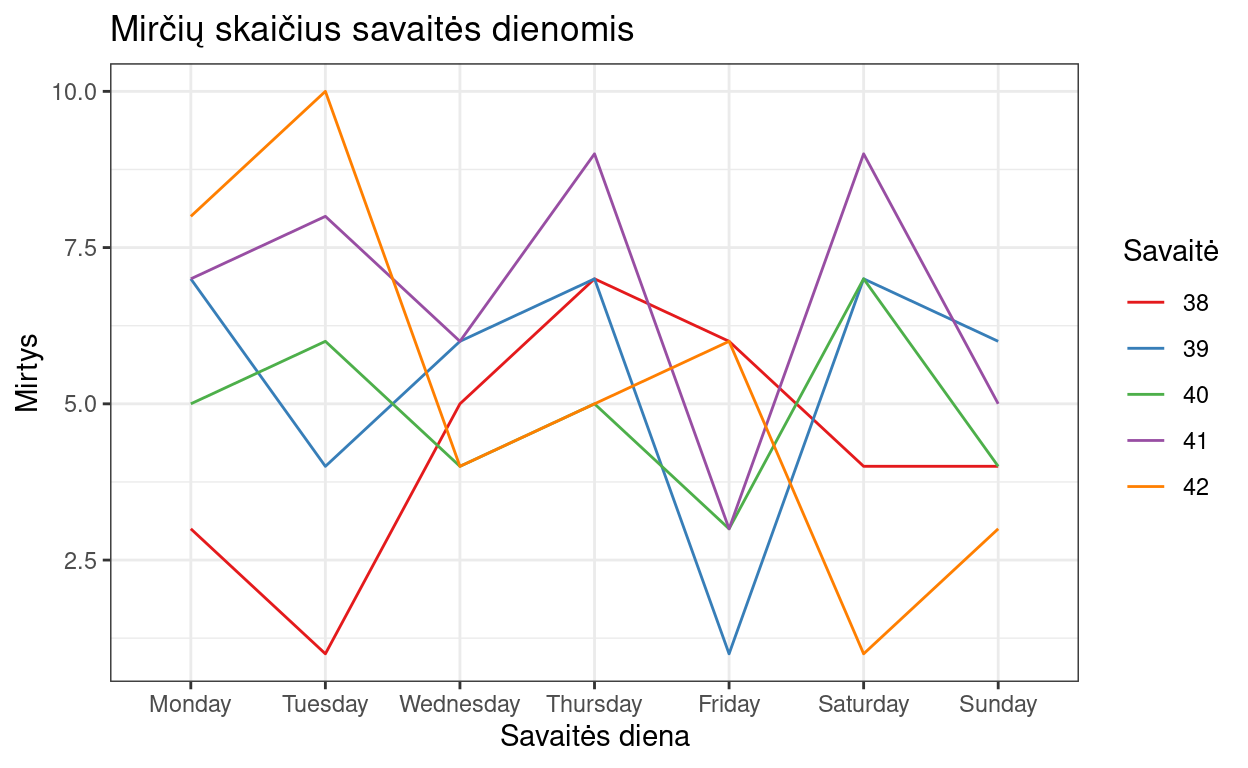 Mirčių skaičius savaitės dienomis
10.0
7.5
5.0
2.5
Mirtys
Monday Tuesday Wednesday Thursday Friday Saturday Sunday
Savaitės diena
Savaitė
38
39
40
41
42